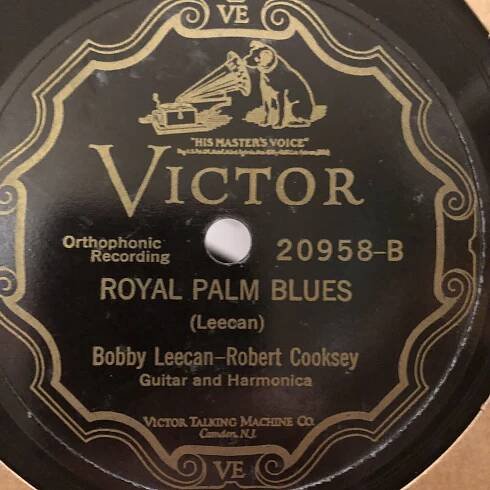 VE
"HIS MASTER'S VOICE"
VICTOR
Orthophonic
Recording
20958-B
ROYAL PALM BLUES
(Leecan)
Bobby Leecan-Robert Cooksey
Guitar and Harmonica
VICTOR TALKING MACHINE CO.
Camden, N.J.
VE